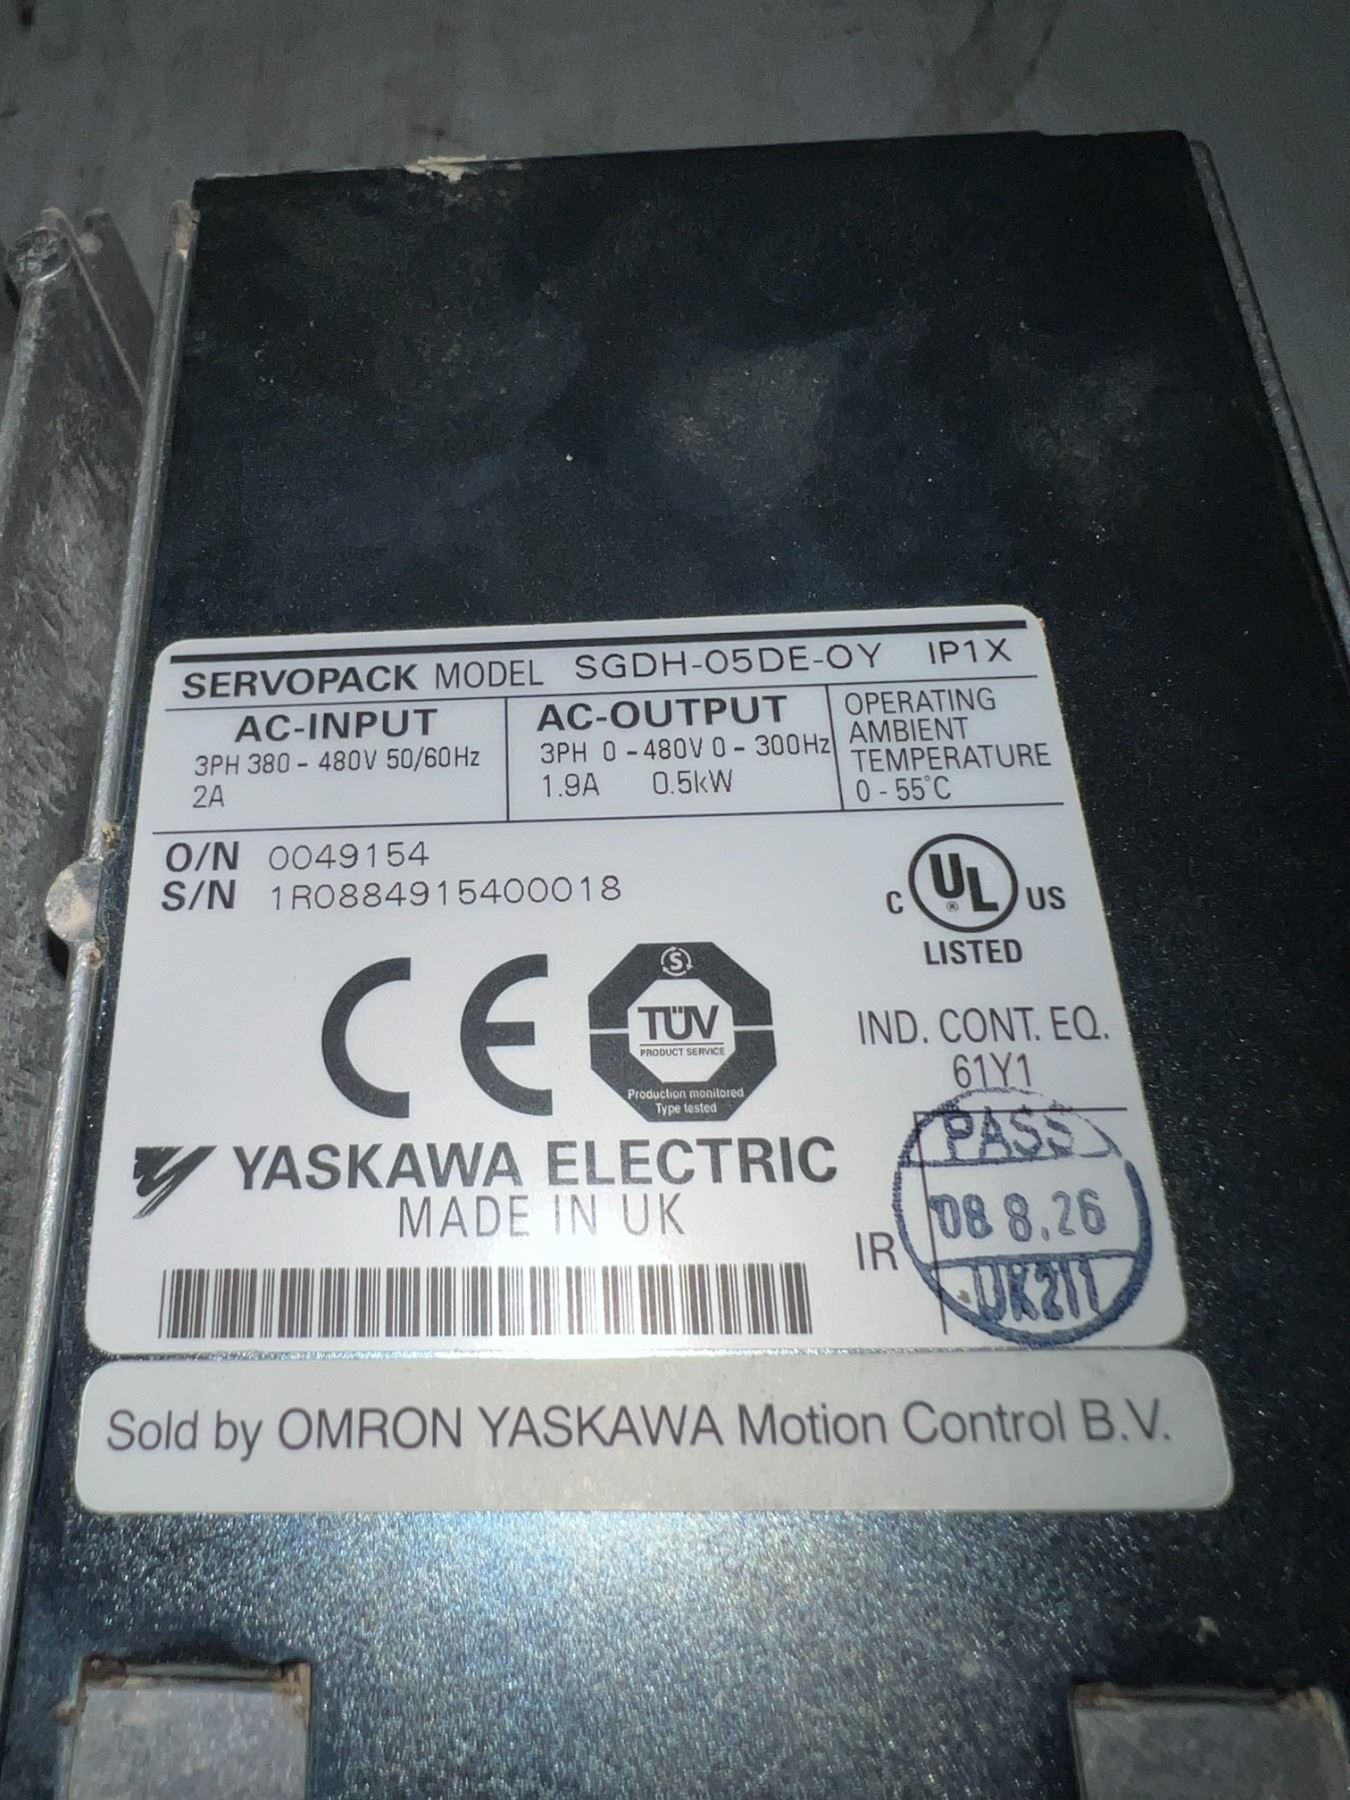 SERVOPACK MODEL SGDH-05DE-OY IP1X
AC-INPUT
3PH 380 - 480V 50/60Hz
2A
AC-OUTPUT
3PH 0 - 480V 0 - 300Hz
1.9A 0.5kW
OPERATING
AMBIENT
TEMPERATURE
0 - 55°C
O/N 0049154
S/N 1R0884915400018
C UL ® US
LISTED
IND. CONT. EQ.
61Y1
CE
S
TÜV
PRODUCT SERVICE
Production monitored
Type tested
YASKAWA ELECTRIC
MADE IN UK
IR
PASS
'08.8.26
UK211
Sold by OMRON YASKAWA Motion Control B.V.